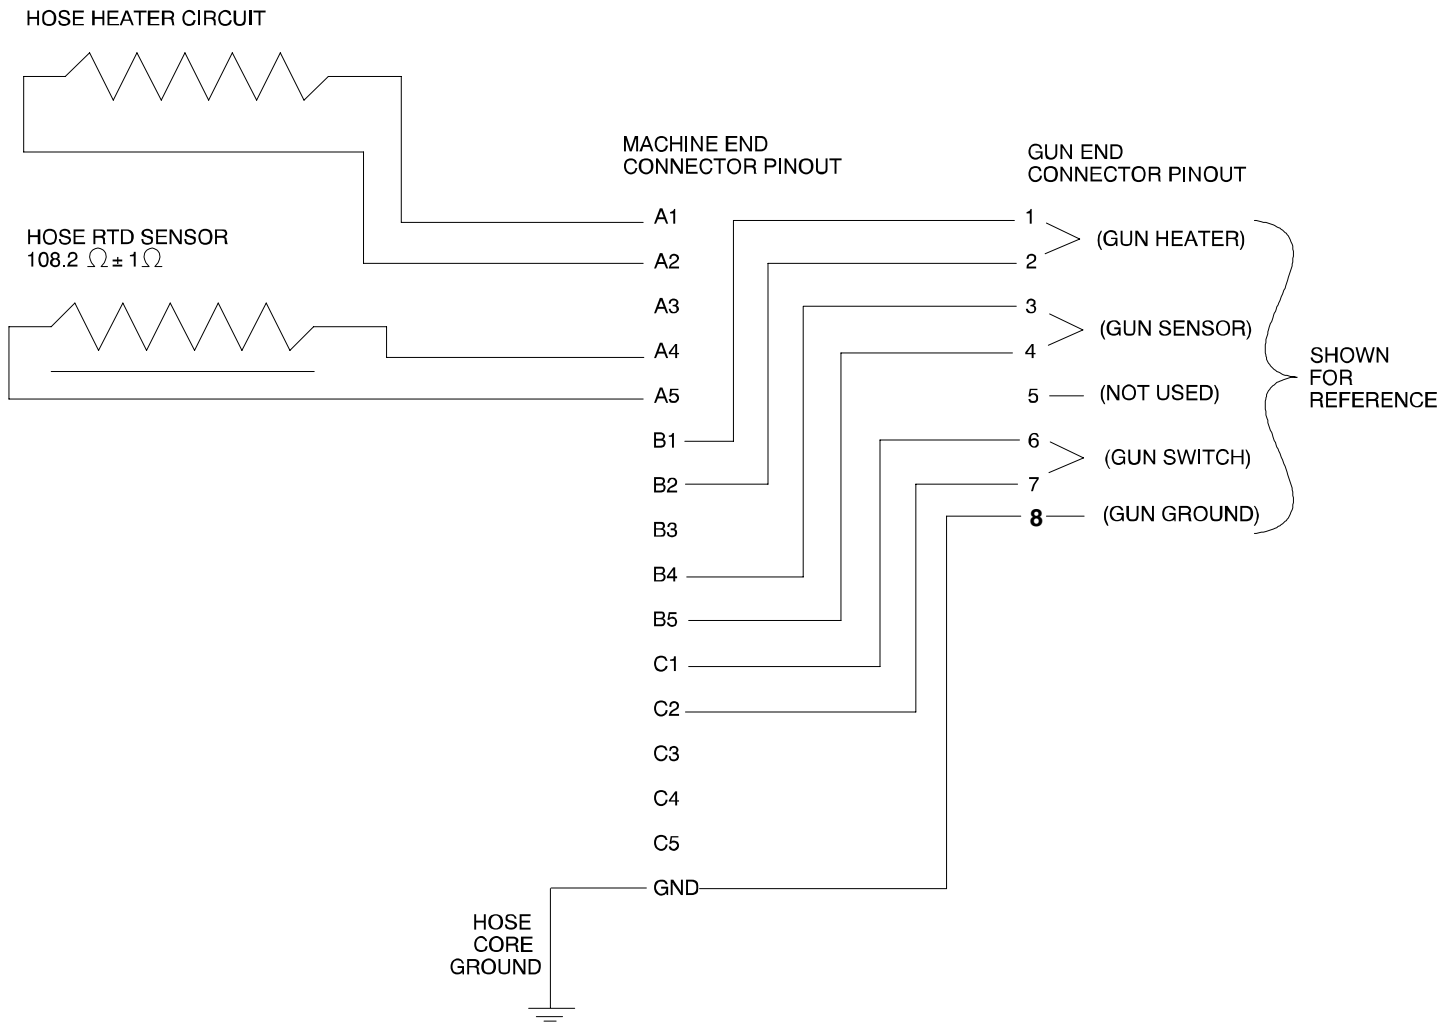 HOSE HEATER CIRCUIT
HOSE RTD SENSOR
108.2 Ω ± 1 Ω
MACHINE END
CONNECTOR PINOUT
A1
A2
A3
A4
A5
B1
B2
B3
B4
B5
C1
C2
C3
C4
C5
GND
HOSE
CORE
GROUND
GUN END
CONNECTOR PINOUT
1
2
(GUN HEATER)
3
4
(GUN SENSOR)
5
(NOT USED)
6
7
(GUN SWITCH)
8
(GUN GROUND)
SHOWN
FOR
REFERENCE